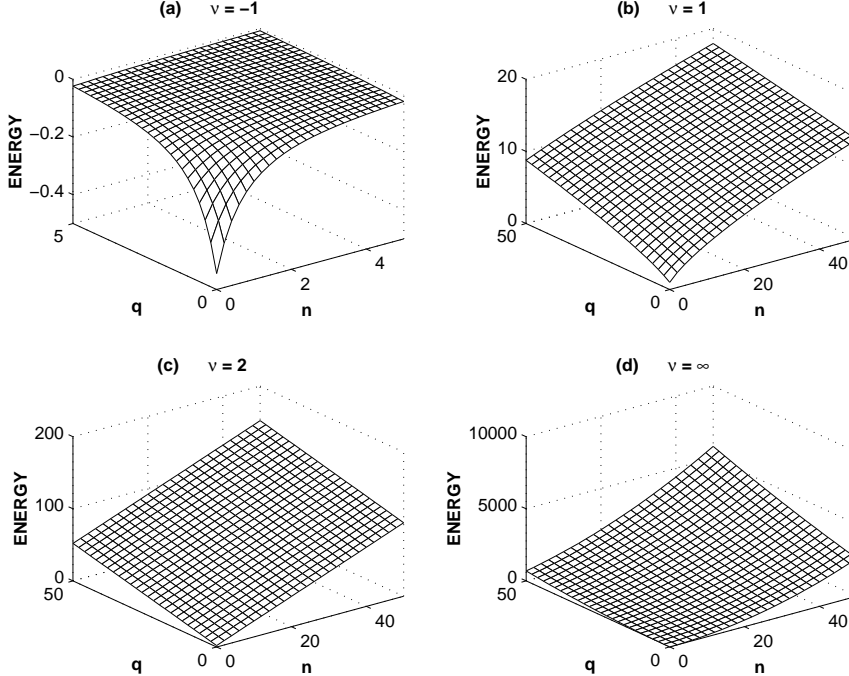 (a) ν = −1
0
−0.2
−0.4
ENERGY
5
0
q
0
2
4
n
(b) ν = 1
20
10
0
ENERGY
50
0
q
0
20
40
n
(c) ν = 2
200
100
0
ENERGY
50
0
q
0
20
40
n
(d) ν = ∞
10000
5000
0
ENERGY
50
0
q
0
20
40
n